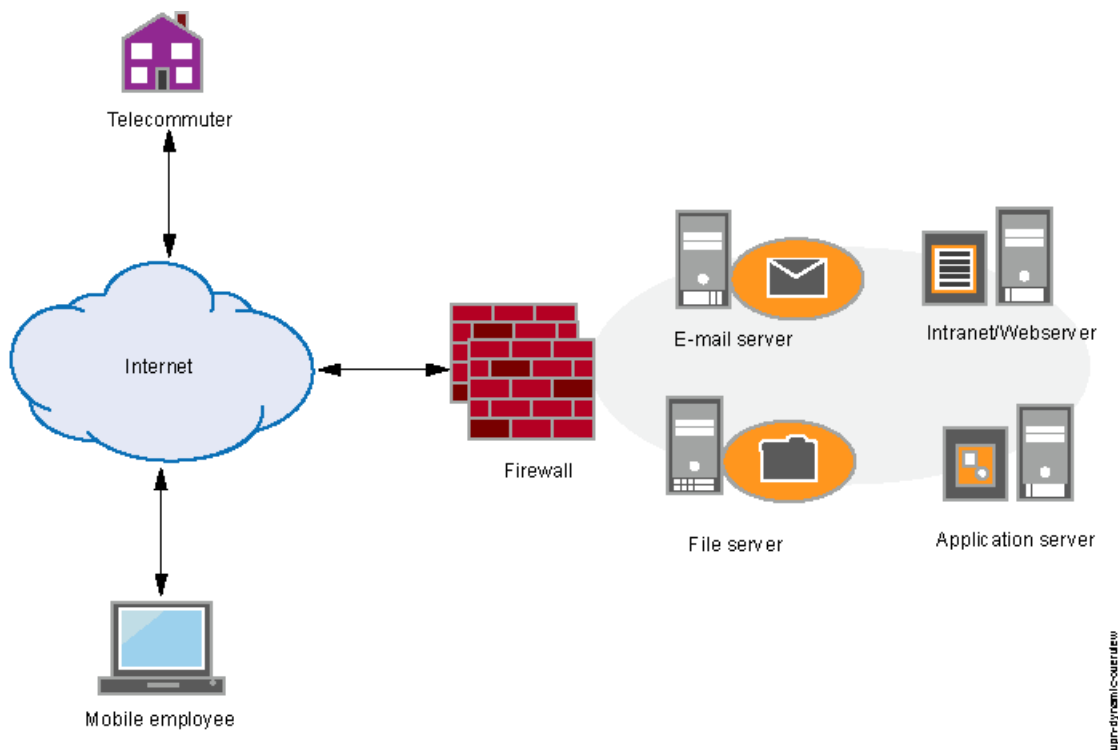 Telecommuter
Internet
Firewall
E-mail server
Intranet/Webserver
File server
Application server
Mobile employee
vpn-dynamic-overview